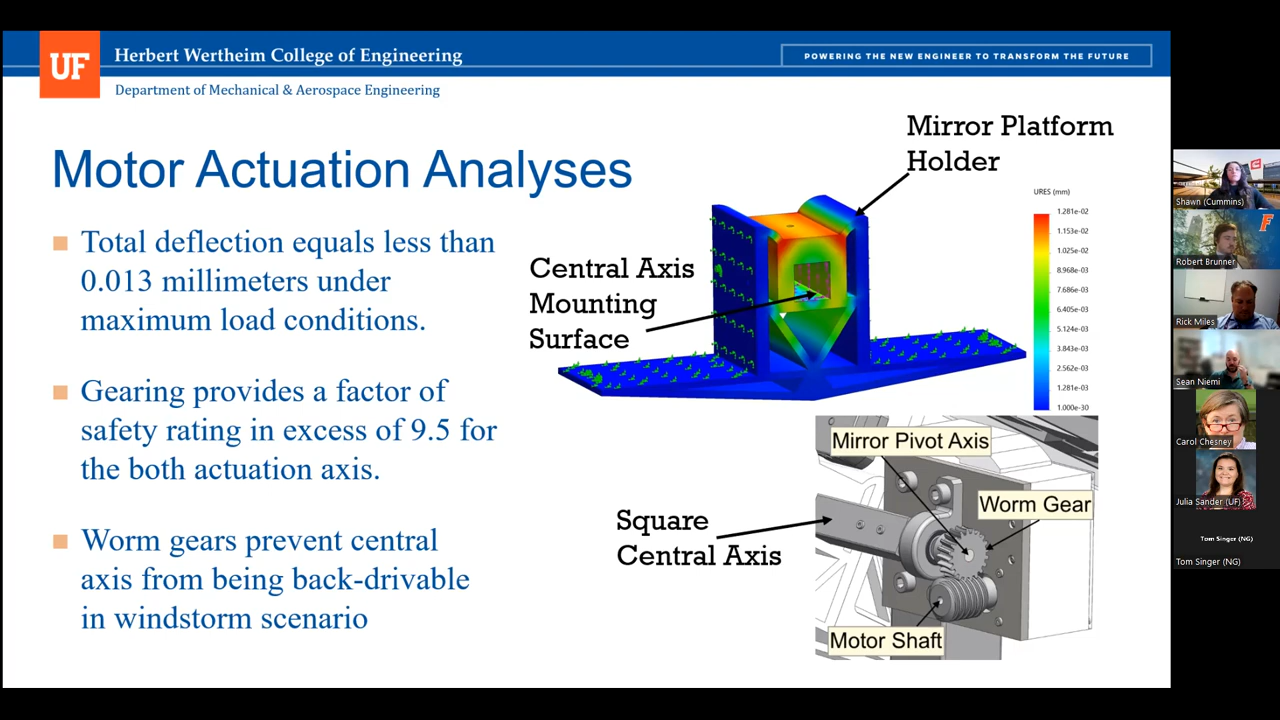 UF
Herbert Wertheim College of Engineering
POWERING THE NEW ENGINEER TO TRANSFORM THE FUTURE
Department of Mechanical & Aerospace Engineering
Motor Actuation Analyses
Total deflection equals less than
0.013 millimeters under
maximum load conditions.
Gearing provides a factor of
safety rating in excess of 9.5 for
the both actuation axis.
Worm gears prevent central
axis from being back-drivable
in windstorm scenario
Mirror Platform
Holder
Central Axis
Mounting
Surface
URES (mm)
1.281e-02
1.153e-02
1.025e-02
8.968e-03
7.686e-03
6.405e-03
5.124e-03
3.843e-03
2.562e-03
1.281e-03
1.000e-30
Mirror Pivot Axis
Worm Gear
Square
Central Axis
Motor Shaft
Shawn (Cummins)
Robert Brunner
Rick Miles
Sean Niemi
Carol Chesney
Julia Sander (UF)
Tom Singer (NG)
Tom Singer (NG)